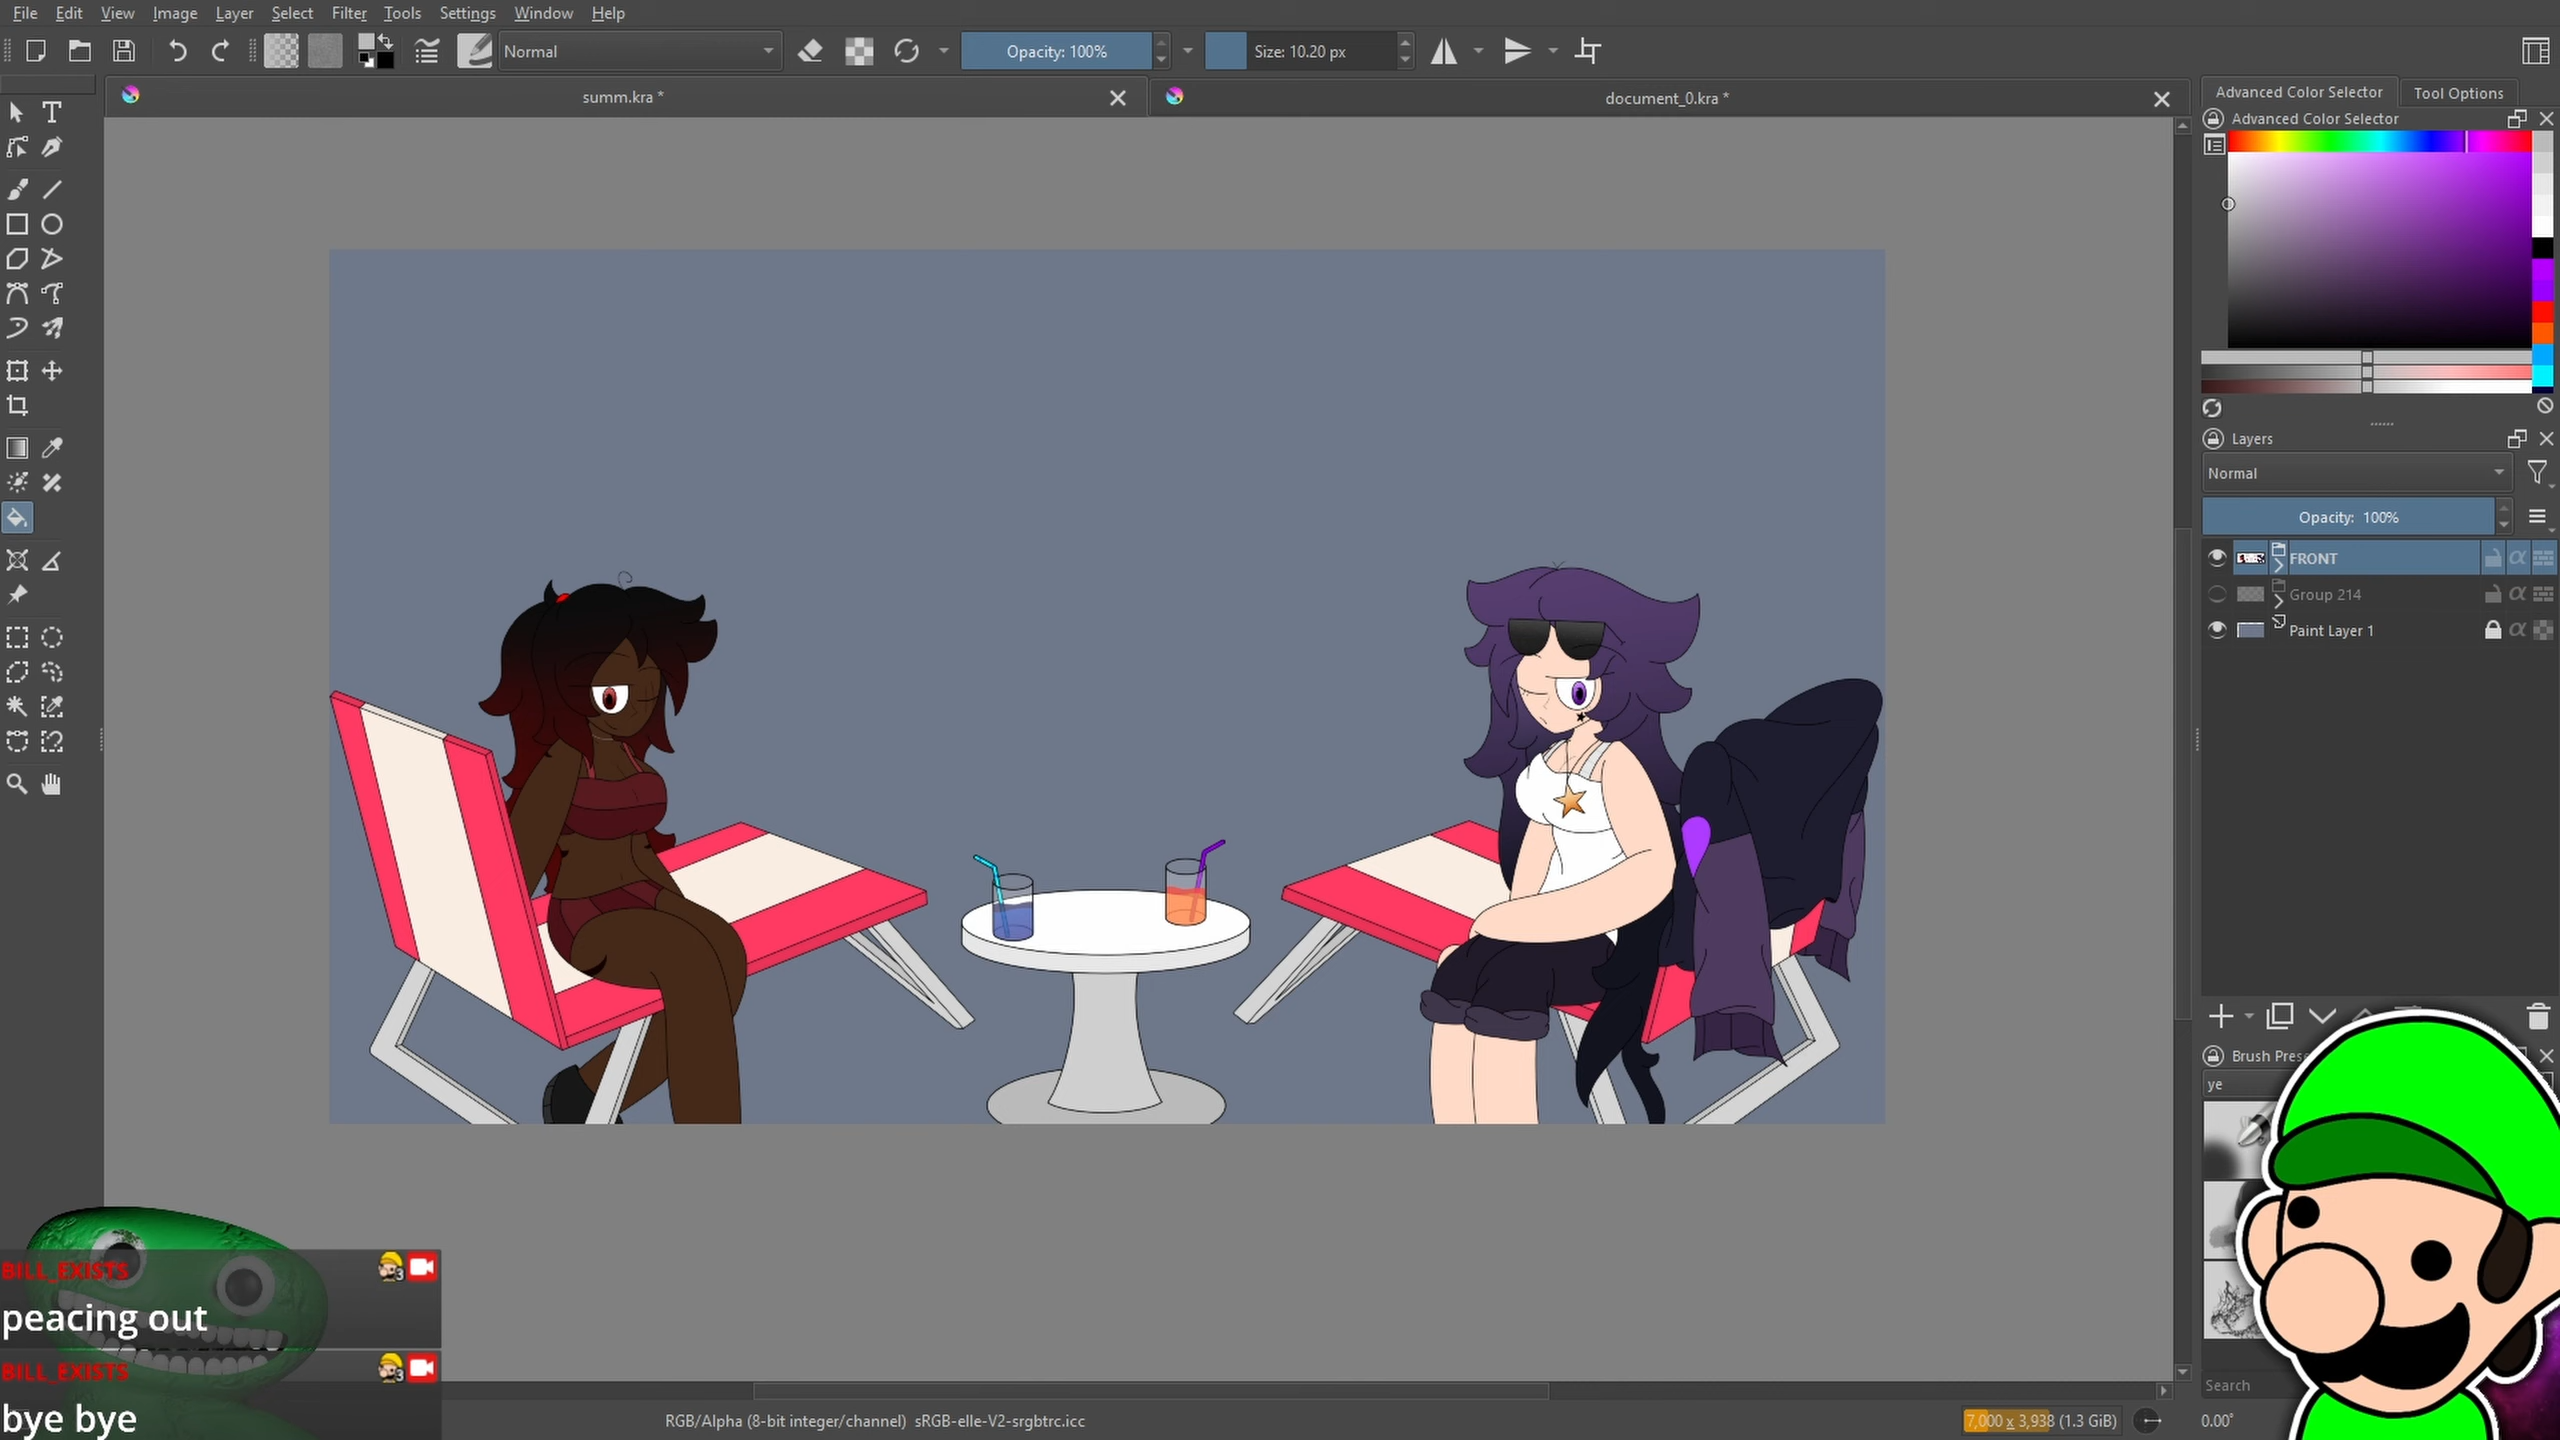 File Edit View Image Layer Select Filter Tools Settings Window Help
Normal Opacity: 100% Size: 10.20 px
summ.kra * document_0.kra *
Advanced Color Selector Tool Options
Advanced Color Selector
Layers
Normal
Opacity: 100%
FRONT
Group 214
Paint Layer 1
Brush Pres
ye
Search
BILL_EXISTS
peacing out
BILL_EXISTS
bye bye
RGB/Alpha (8-bit integer/channel) sRGB-elle-V2-srgbtrc.icc
7,000 x 3,938 (1.3 GiB)
0.00°